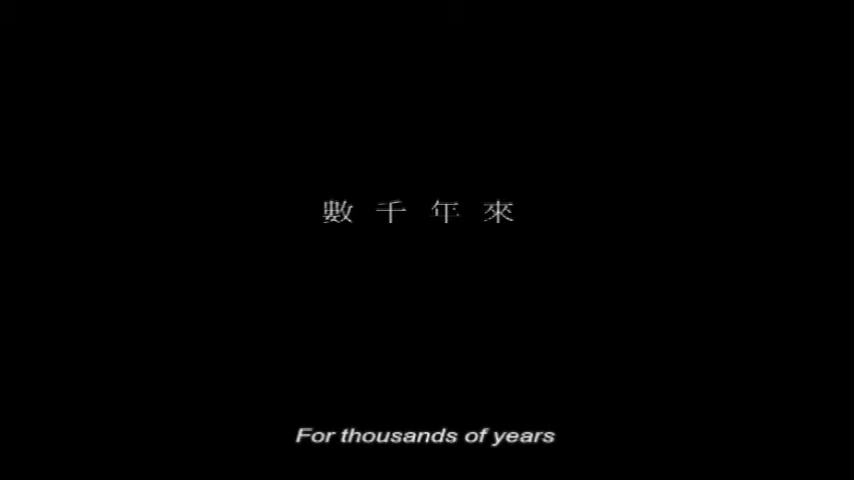 數千年來
For thousands of years